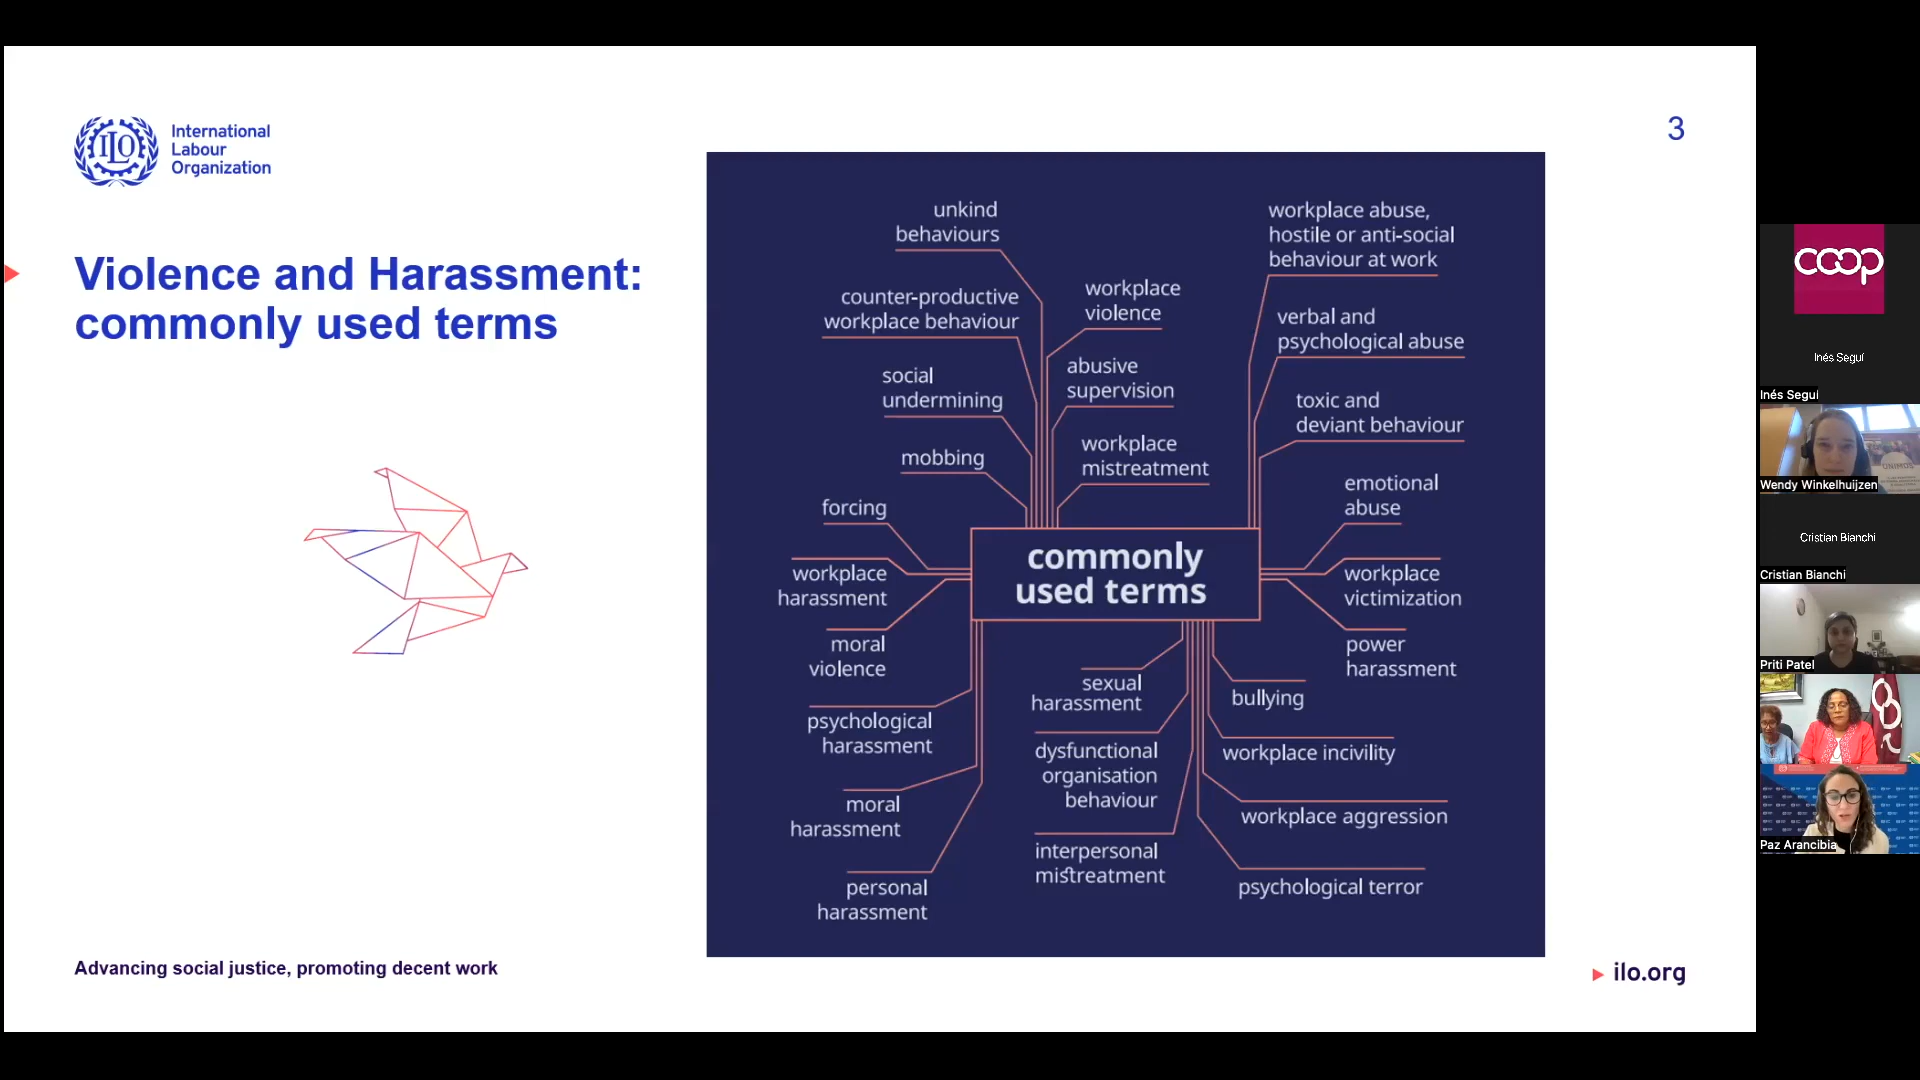 ILO
International
Labour
Organization
3
Violence and Harassment:
commonly used terms
unkind
behaviours
counter-productive
workplace behaviour
social
undermining
mobbing
forcing
workplace
harassment
moral
violence
psychological
harassment
moral
harassment
personal
harassment
workplace
violence
abusive
supervision
workplace
mistreatment
workplace abuse,
hostile or anti-social
behaviour at work
verbal and
psychological abuse
toxic and
deviant behaviour
emotional
abuse
workplace
victimization
power
harassment
commonly
used terms
sexual
harassment
dysfunctional
organisation
behaviour
interpersonal
mistreatment
bullying
workplace incivility
workplace aggression
psychological terror
Advancing social justice, promoting decent work
ilo.org
coop
Inés Seguí
Inés Seguí
Wendy Winkelhuijzen
Cristian Bianchi
Cristian Bianchi
Priti Patel
Paz Arancibia